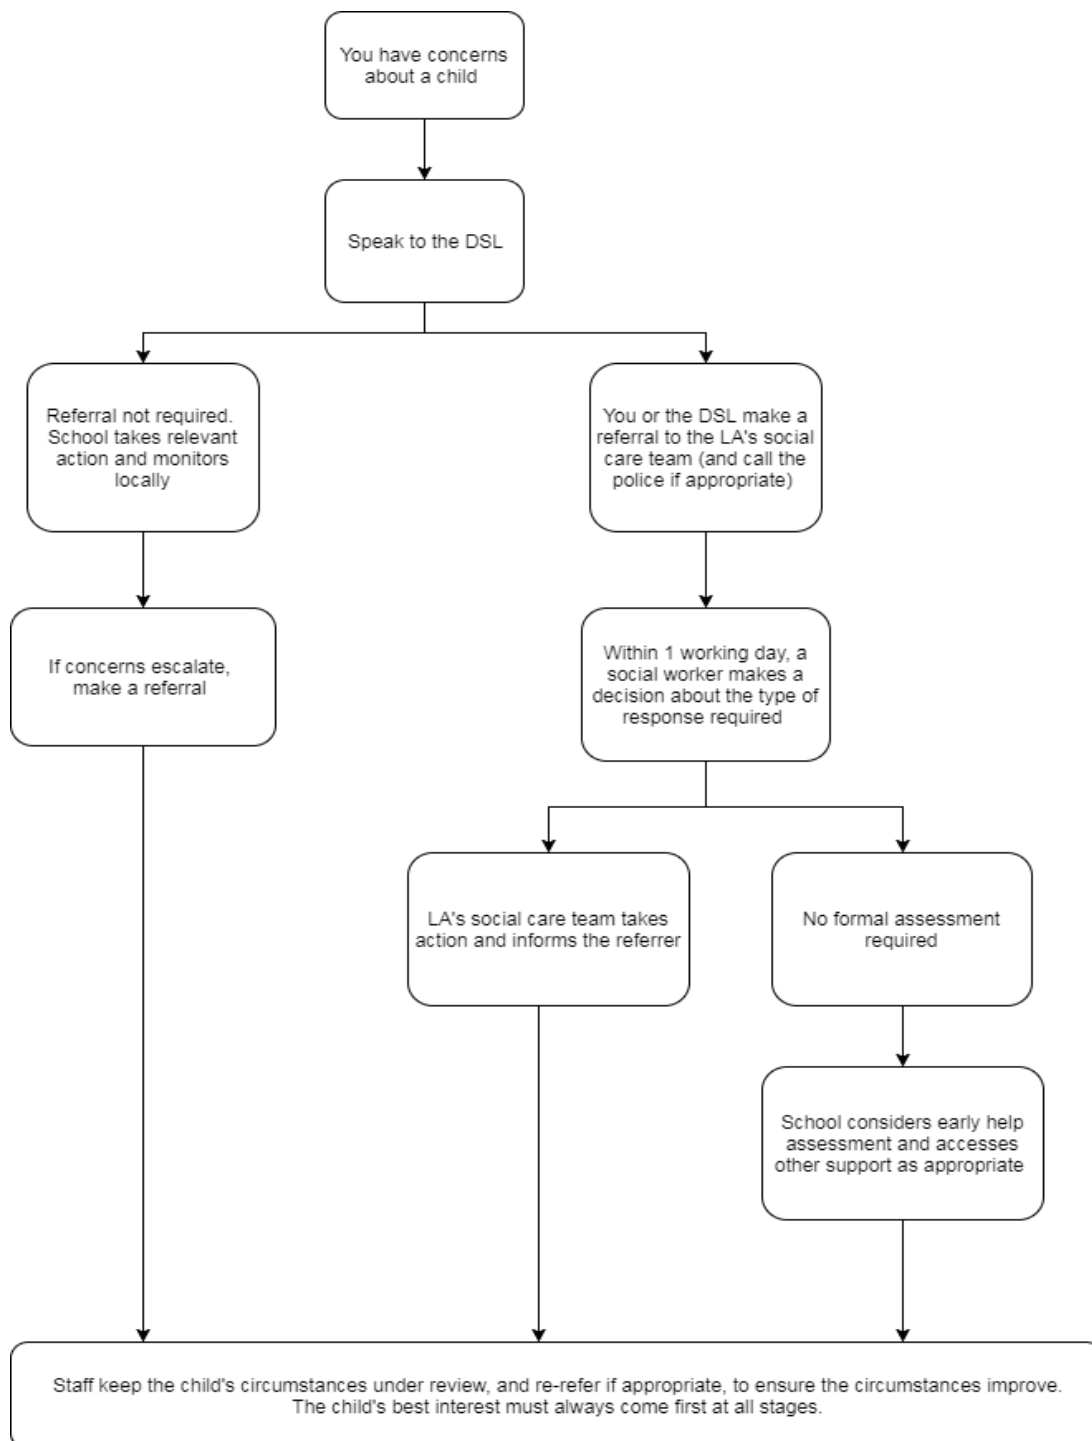 You have concerns
about a child
Speak to the DSL
Referral not required.
School takes relevant
action and monitors
locally
You or the DSL make a
referral to the LA's social
care team (and call the
police if appropriate)
If concerns escalate,
make a referral
Within 1 working day, a
social worker makes a
decision about the type of
response required
LA's social care team takes
action and informs the referrer
No formal assessment
required
School considers early help
assessment and accesses
other support as appropriate
Staff keep the child's circumstances under review, and re-refer if appropriate, to ensure the circumstances improve.
The child's best interest must always come first at all stages.